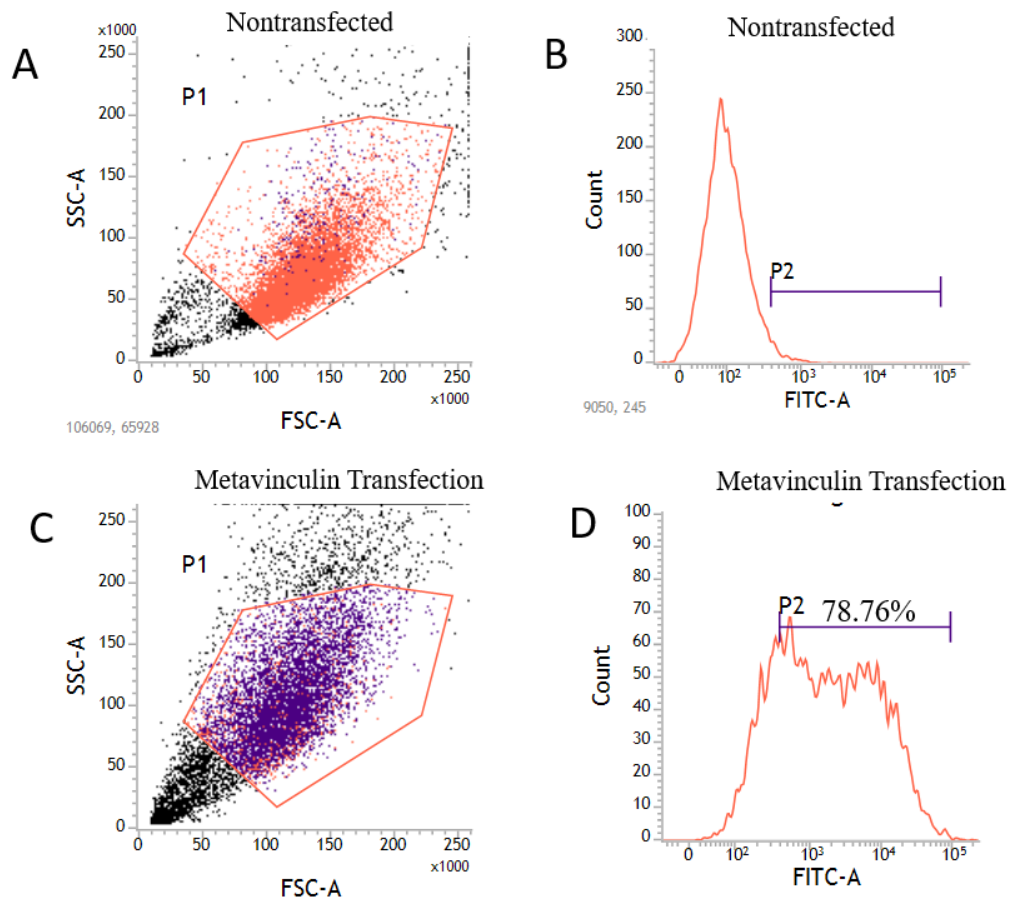 A
Nontransfected
x1000
250
200
150
100
50
0
SSC-A
P1
0 50 100 150 200 250
x1000
FSC-A
106069, 65928
B
Nontransfected
300
250
200
150
100
50
0
Count
P2
0 10² 10³ 10⁴ 10⁵
FITC-A
9050, 245
C
Metavinculin Transfection
250
200
150
100
50
0
SSC-A
P1
0 50 100 150 200 250
x1000
FSC-A
D
Metavinculin Transfection
100
90
80
70
60
50
40
30
20
10
0
Count
P2 78.76%
0 10² 10³ 10⁴ 10⁵
FITC-A